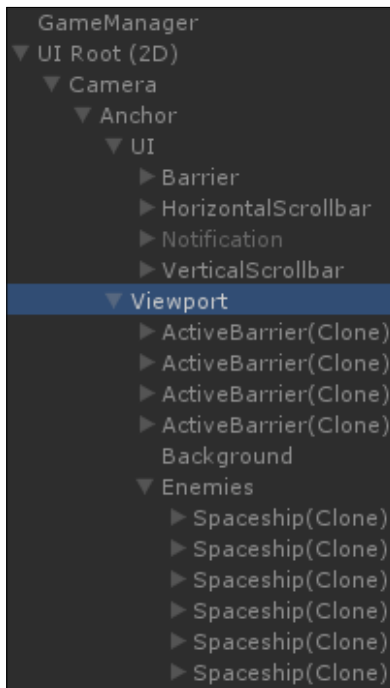 GameManager
UI Root (2D)
Camera
Anchor
UI
Barrier
HorizontalScrollbar
Notification
VerticalScrollbar
Viewport
ActiveBarrier(Clone)
ActiveBarrier(Clone)
ActiveBarrier(Clone)
ActiveBarrier(Clone)
Background
Enemies
Spaceship(Clone)
Spaceship(Clone)
Spaceship(Clone)
Spaceship(Clone)
Spaceship(Clone)
Spaceship(Clone)